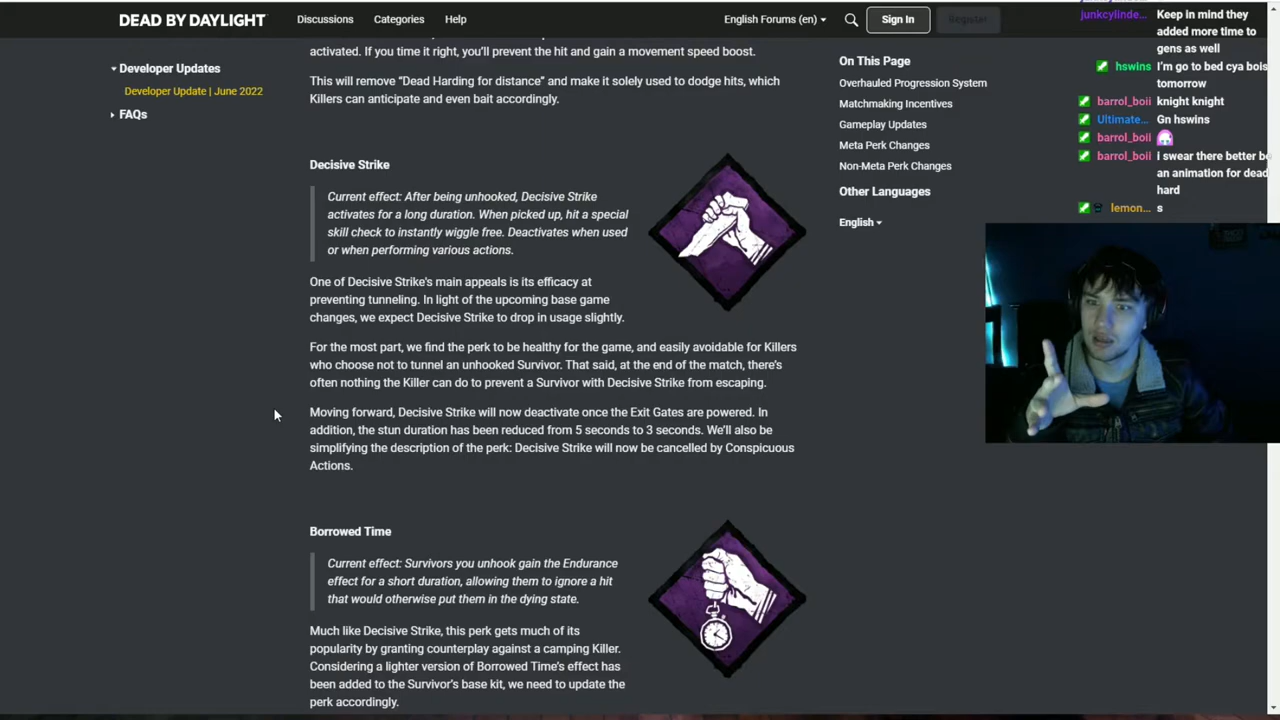 DEAD BY DAYLIGHT
Discussions
Categories
Help
English Forums (en)
Sign In
Register
Developer Updates
Developer Update | June 2022
FAQs
activated. If you time it right, you'll prevent the hit and gain a movement speed boost.
This will remove “Dead Harding for distance” and make it solely used to dodge hits, which
Killers can anticipate and even bait accordingly.
Decisive Strike
Current effect: After being unhooked, Decisive Strike
activates for a long duration. When picked up, hit a special
skill check to instantly wiggle free. Deactivates when used
or when performing various actions.
One of Decisive Strike's main appeals is its efficacy at
preventing tunneling. In light of the upcoming base game
changes, we expect Decisive Strike to drop in usage slightly.
For the most part, we find the perk to be healthy for the game, and easily avoidable for Killers
who choose not to tunnel an unhooked Survivor. That said, at the end of the match, there's
often nothing the Killer can do to prevent a Survivor with Decisive Strike from escaping.
Moving forward, Decisive Strike will now deactivate once the Exit Gates are powered. In
addition, the stun duration has been reduced from 5 seconds to 3 seconds. We'll also be
simplifying the description of the perk: Decisive Strike will now be cancelled by Conspicuous
Actions.
Borrowed Time
Current effect: Survivors you unhook gain the Endurance
effect for a short duration, allowing them to ignore a hit
that would otherwise put them in the dying state.
Much like Decisive Strike, this perk gets much of its
popularity by granting counterplay against a camping Killer.
Considering a lighter version of Borrowed Time's effect has
been added to the Survivor's base kit, we need to update the
perk accordingly.
On This Page
Overhauled Progression System
Matchmaking Incentives
Gameplay Updates
Meta Perk Changes
Non-Meta Perk Changes
Other Languages
English
junkcylinde... Keep in mind they
added more time to
gens as well
hswins I'm go to bed cya bois
tomorrow
barrol_boii knight knight
Ultimate... Gn hswins
barrol_boii
barrol_boii I swear there better be
an animation for dead
hard
lemon... s